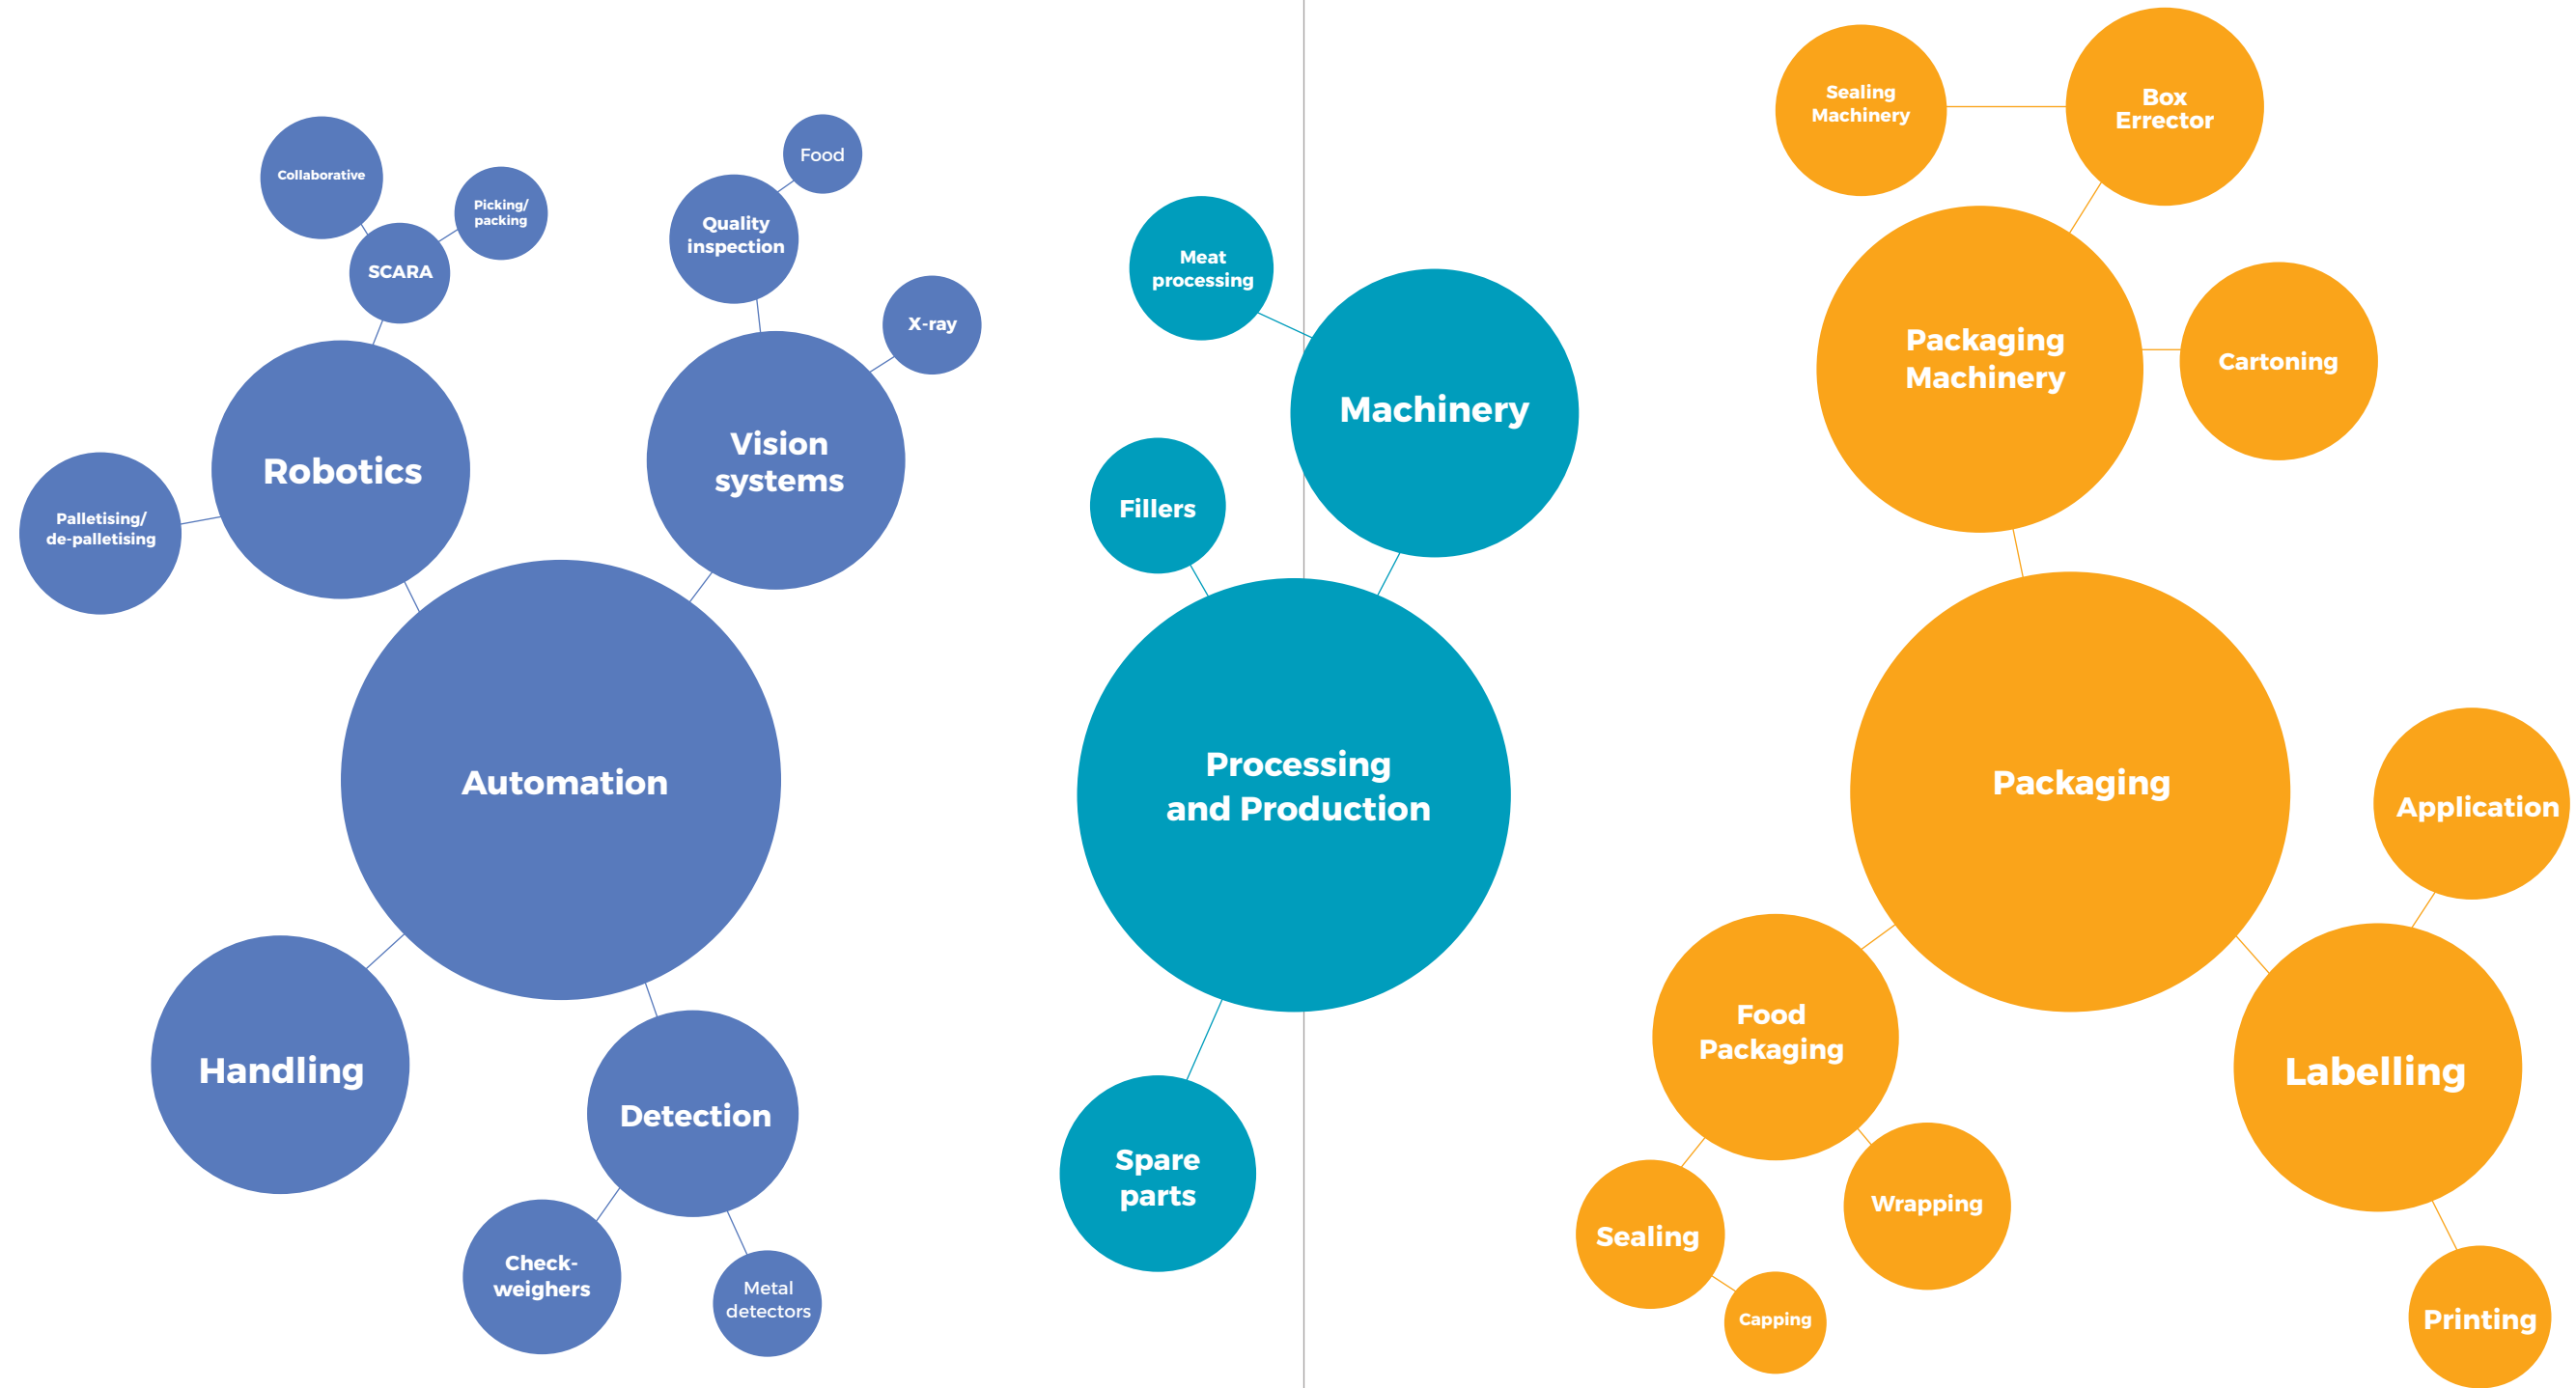 Collaborative
Picking/
packing
SCARA
Robotics
Palletising/
de-palletising
Food
Quality
inspection
X-ray
Vision
systems
Automation
Handling
Detection
Check-
weighers
Metal
detectors
Meat
processing
Machinery
Fillers
Processing
and Production
Spare
parts
Sealing
Machinery
Box
Errector
Packaging
Machinery
Cartoning
Packaging
Application
Food
Packaging
Labelling
Sealing
Wrapping
Capping
Printing